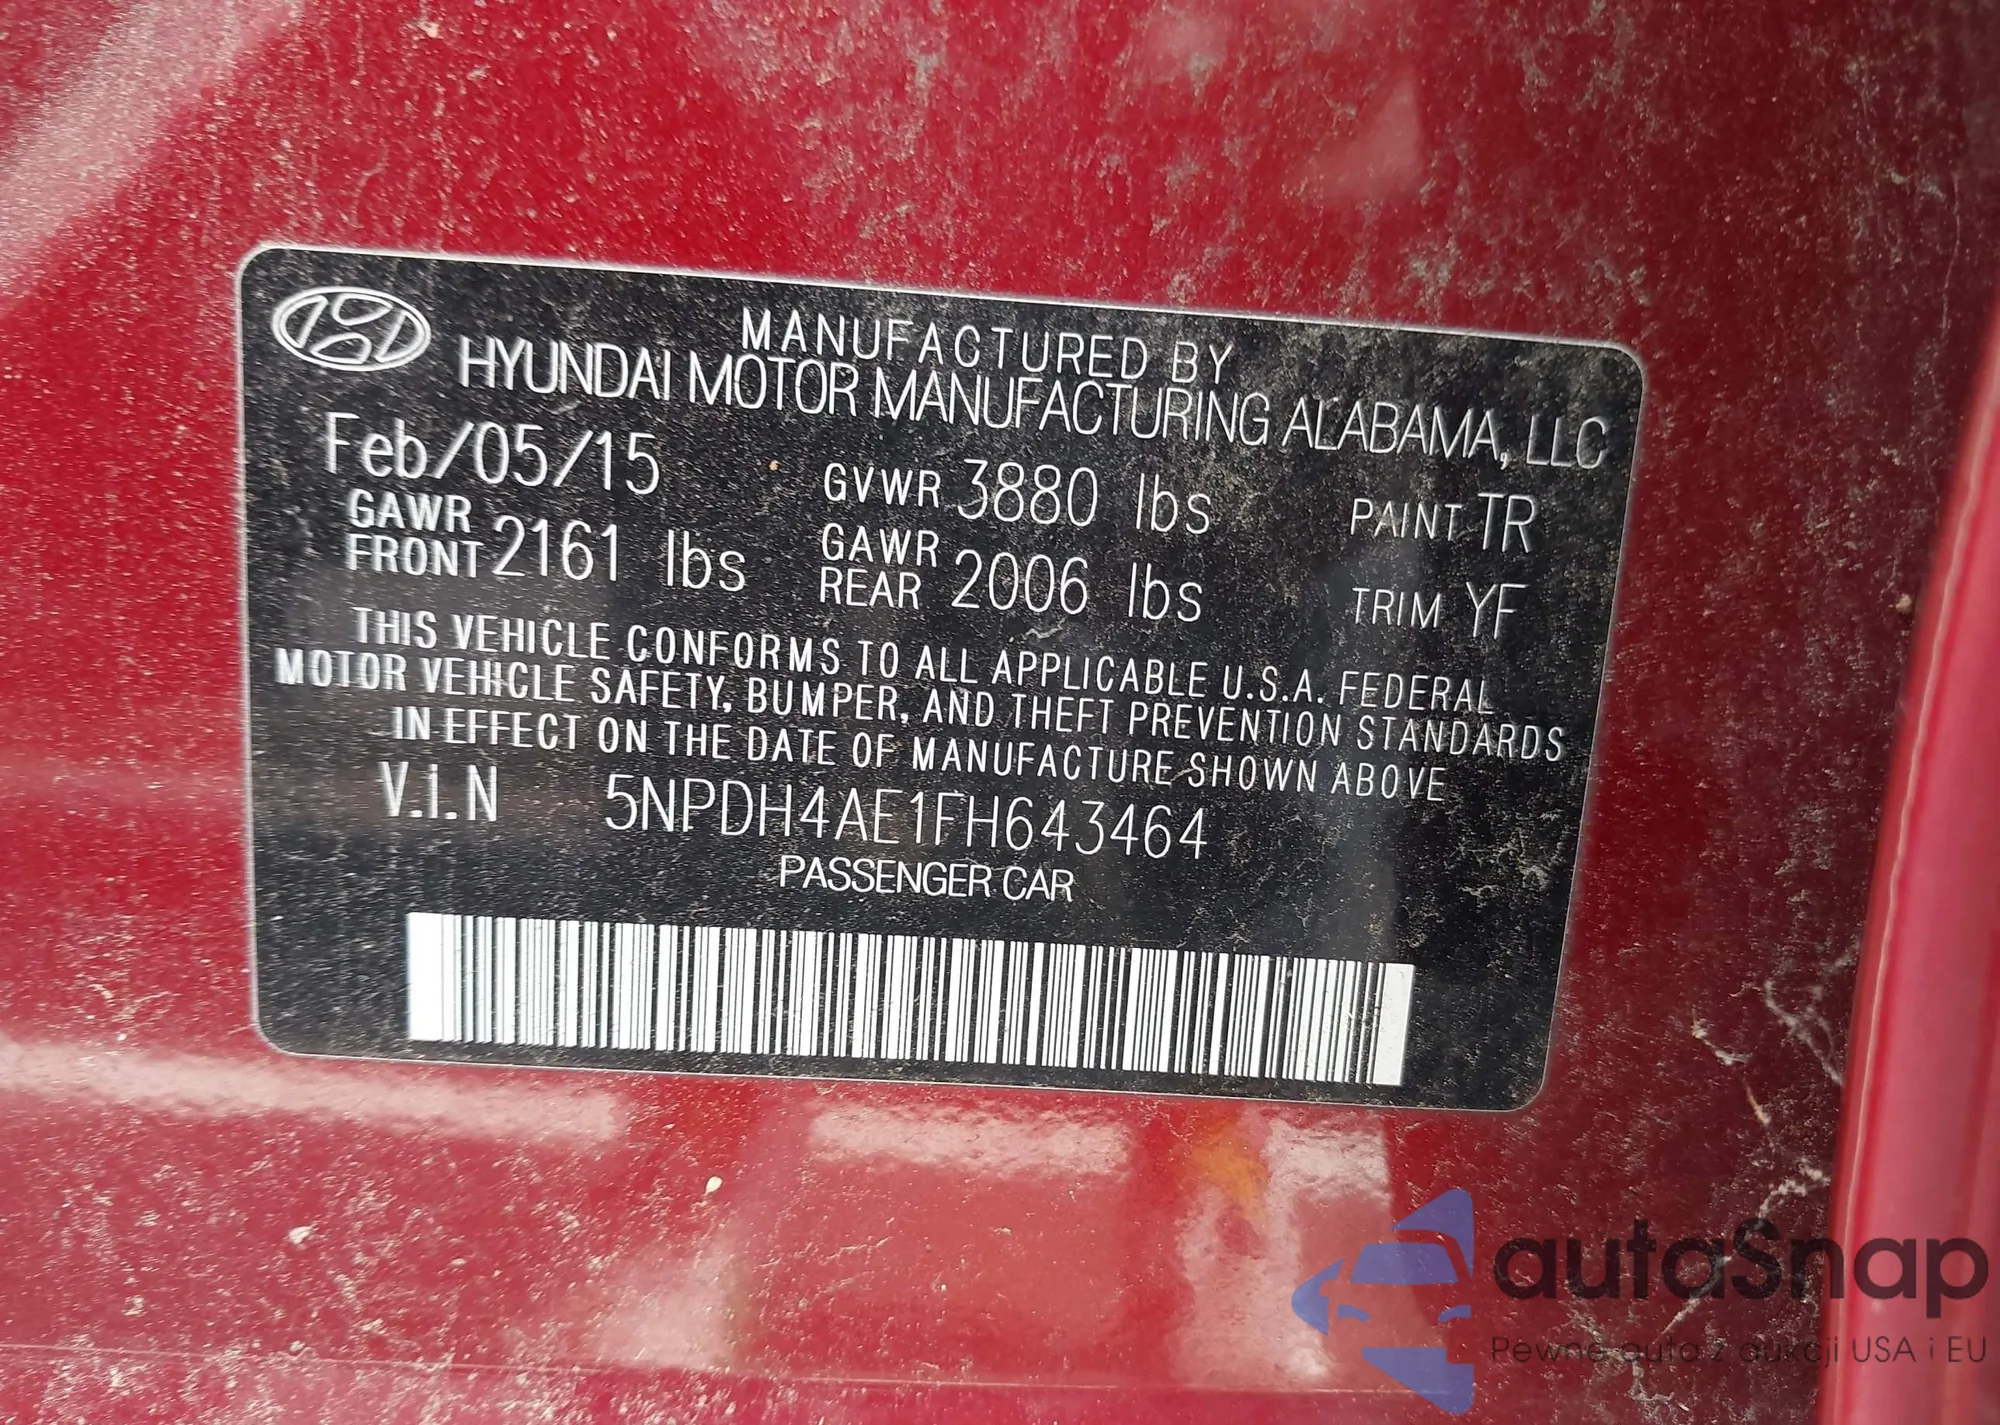 MANUFACTURED BY
HYUNDAI MOTOR MANUFACTURING ALABAMA, LLC
Feb/05/15 GVWR 3880 lbs PAINT TR
GAWR FRONT 2161 lbs GAWR REAR 2006 lbs TRIM YF
THIS VEHICLE CONFORMS TO ALL APPLICABLE U.S.A. FEDERAL
MOTOR VEHICLE SAFETY, BUMPER, AND THEFT PREVENTION STANDARDS
IN EFFECT ON THE DATE OF MANUFACTURE SHOWN ABOVE
V.i.N 5NPDH4AE1FH643464
PASSENGER CAR
autaSnap
Pewne auta z aukcji USA i EU